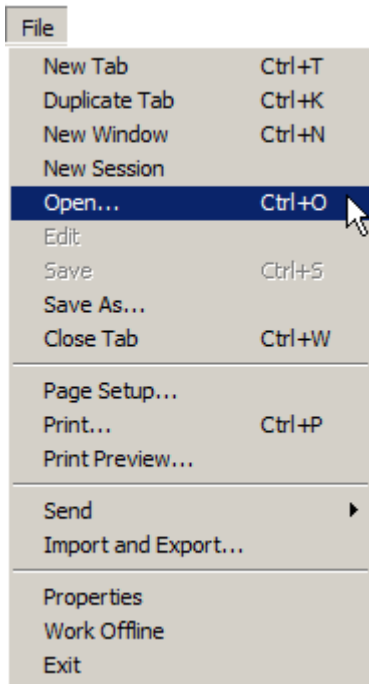 File
New Tab Ctrl+T
Duplicate Tab Ctrl+K
New Window Ctrl+N
New Session
Open... Ctrl+O
Edit
Save Ctrl+S
Save As...
Close Tab Ctrl+W
Page Setup...
Print... Ctrl+P
Print Preview...
Send
Import and Export...
Properties
Work Offline
Exit